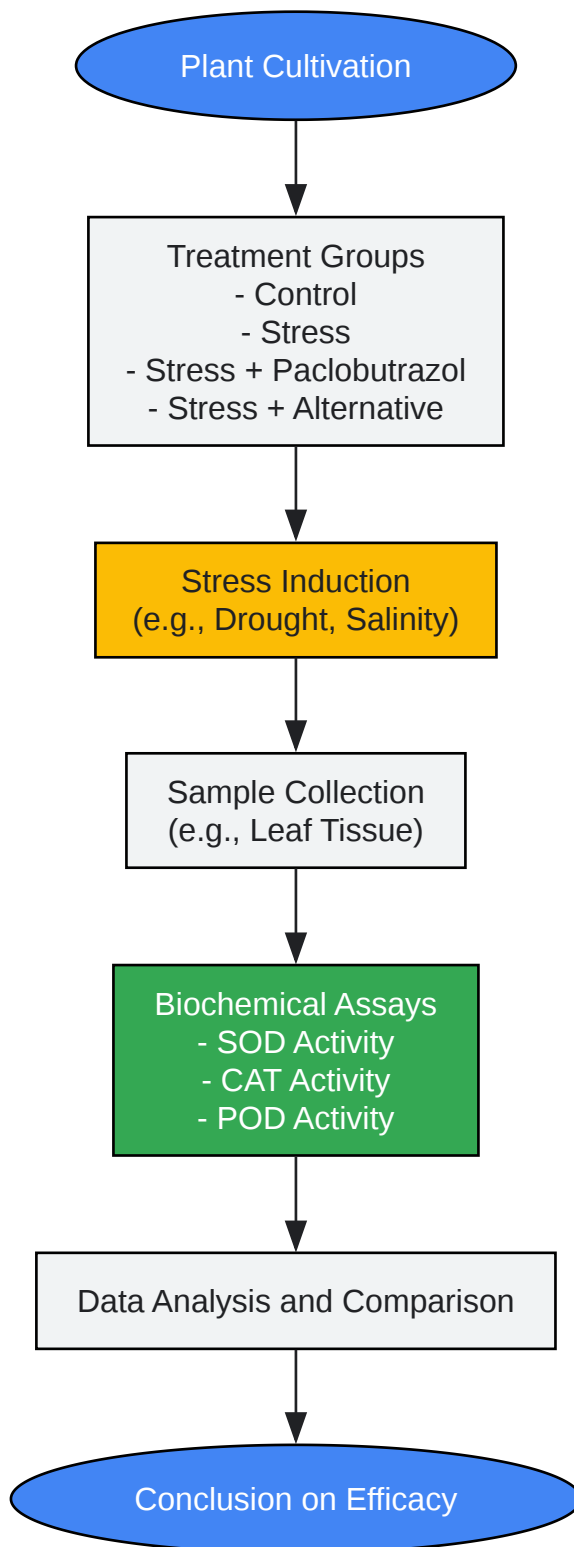 Plant Cultivation
Treatment Groups
- Control
- Stress
- Stress + Paclobutrazol
- Stress + Alternative
Stress Induction
(e.g., Drought, Salinity)
Sample Collection
(e.g., Leaf Tissue)
Biochemical Assays
- SOD Activity
- CAT Activity
- POD Activity
Data Analysis and Comparison
Conclusion on Efficacy